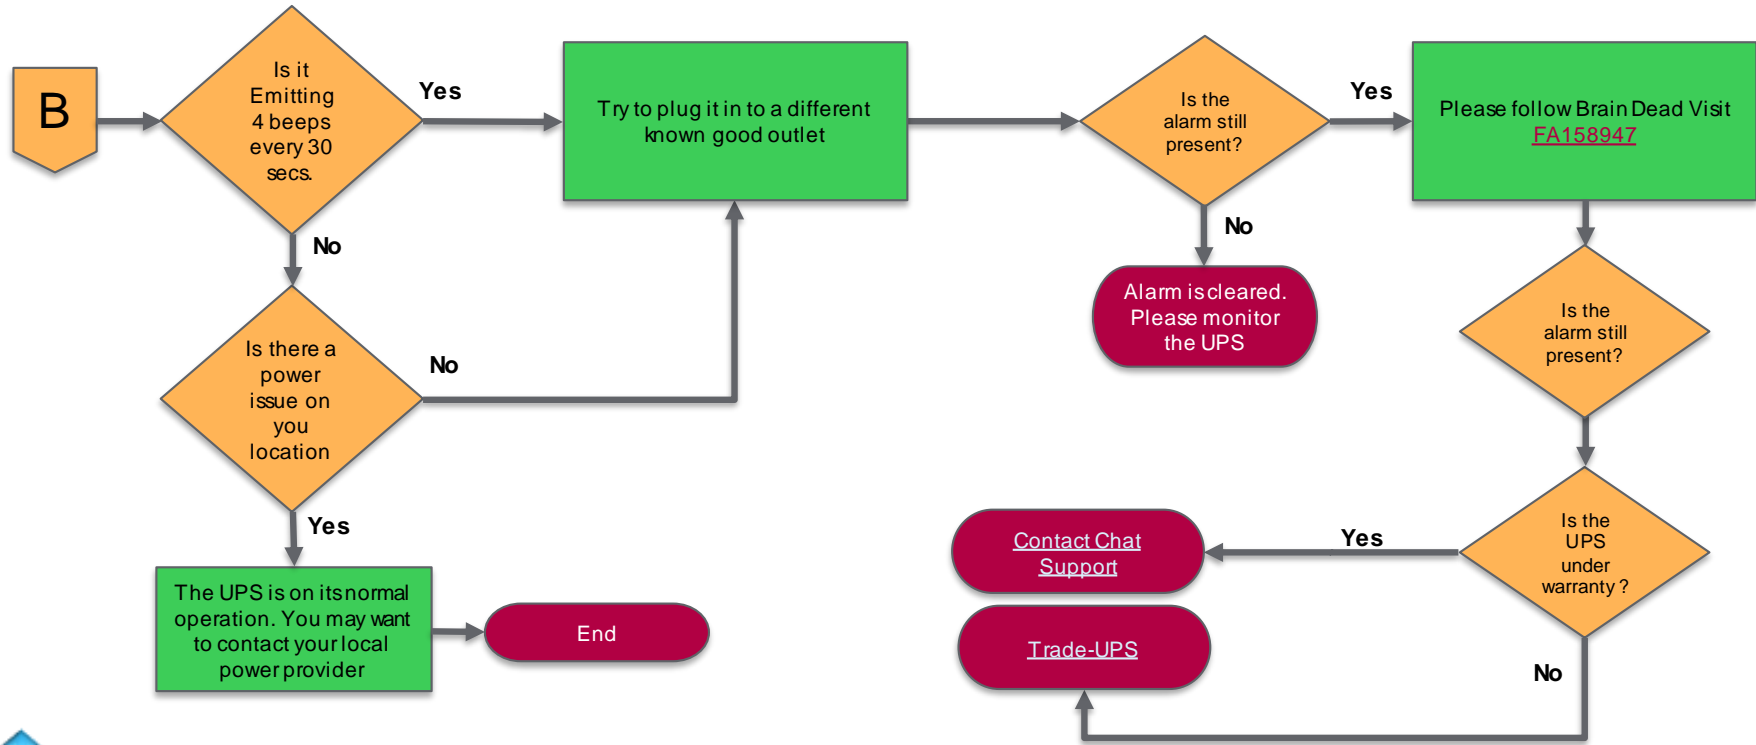 B
Is it
Emitting
4 beeps
every 30
secs.
Yes
No
Try to plug it in to a different
known good outlet
Is the
alarm still
present?
Yes
No
Please follow Brain Dead Visit
FA158947
Alarm is cleared.
Please monitor
the UPS
Is there a
power
issue on
you
location
No
Yes
The UPS is on its normal
operation. You may want
to contact your local
power provider
End
Is the
alarm still
present?
Is the
UPS
under
warranty?
Yes
Contact Chat
Support
No
Trade-UPS